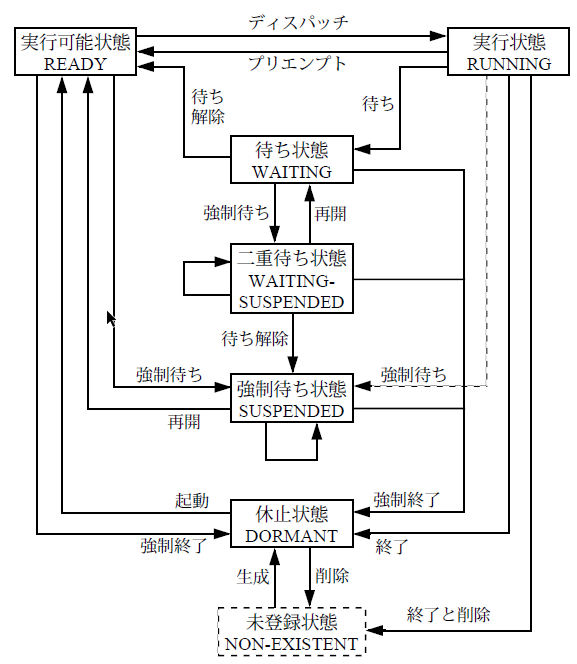 ディスパッチ
実行可能状態
READY
実行状態
RUNNING
プリエンプト
待ち
解除
待ち
待ち状態
WAITING
強制待ち
再開
二重待ち状態
WAITING-
SUSPENDED
待ち解除
強制待ち
強制待ち
強制待ち状態
SUSPENDED
再開
起動
強制終了
休止状態
DORMANT
強制終了
終了
生成
削除
終了と削除
未登録状態
NON-EXISTENT